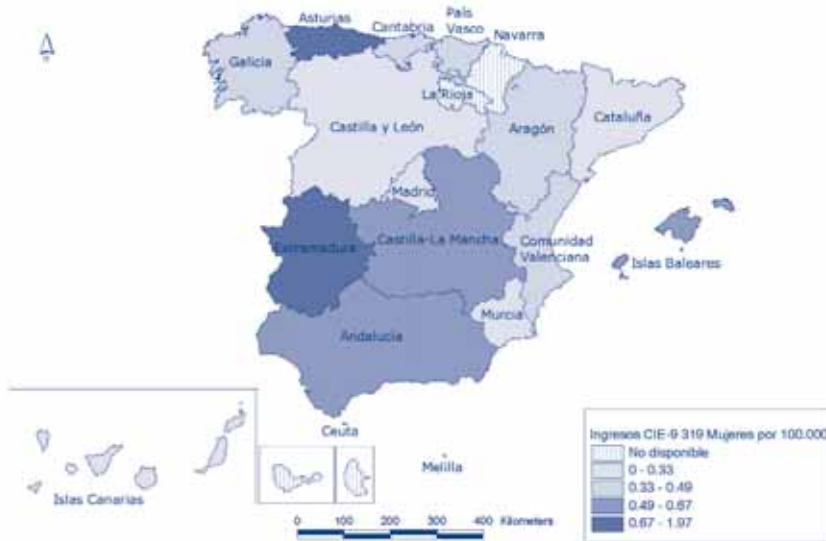 Asturias
Cantabria
País
Vasco
Navarra
Galicia
La Rioja
Castilla y León
Aragón
Cataluña
Madrid
Extremadura
Castilla-La Mancha
Comunidad
Valenciana
Islas Baleares
Murcia
Andalucía
Ceuta
Melilla
Islas Canarias
Ingresos CIE-9 319 Mujeres por 100.000
No disponible
0 - 0.33
0.33 - 0.49
0.49 - 0.67
0.67 - 1.97
0 100 200 300 400 Kilometers